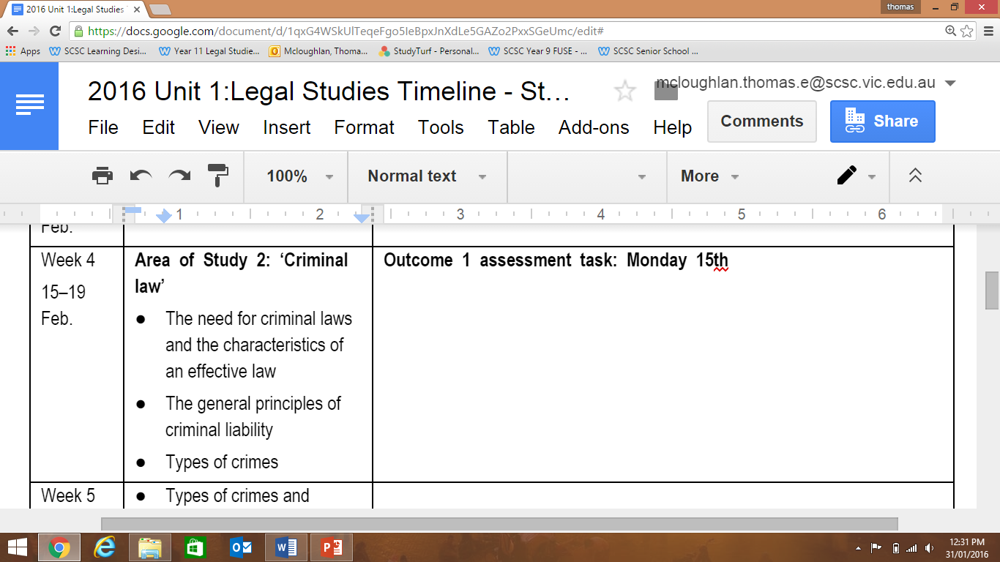 2016 Unit 1:Legal Studies
thomas
https://docs.google.com/document/d/1qxG4WSkUlTeqeFgo5IeBpxJnXdLe5GAZo2PxxSGeUmc/edit#
Apps SCSC Learning Desi... Year 11 Legal Studie... Mcloughlan, Thoma... StudyTurf - Personal... SCSC Year 9 FUSE - ... SCSC Senior School ...
2016 Unit 1:Legal Studies Timeline - St...
mcloughlan.thomas.e@scsc.vic.edu.au
File Edit View Insert Format Tools Table Add-ons Help
Comments
Share
100% Normal text More
1 2 3 4 5 6
Feb.
Week 4
15–19
Feb.
Area of Study 2: ‘Criminal
law’
● The need for criminal laws
and the characteristics of
an effective law
● The general principles of
criminal liability
● Types of crimes
Outcome 1 assessment task: Monday 15th
Week 5
● Types of crimes and
12:31 PM
31/01/2016